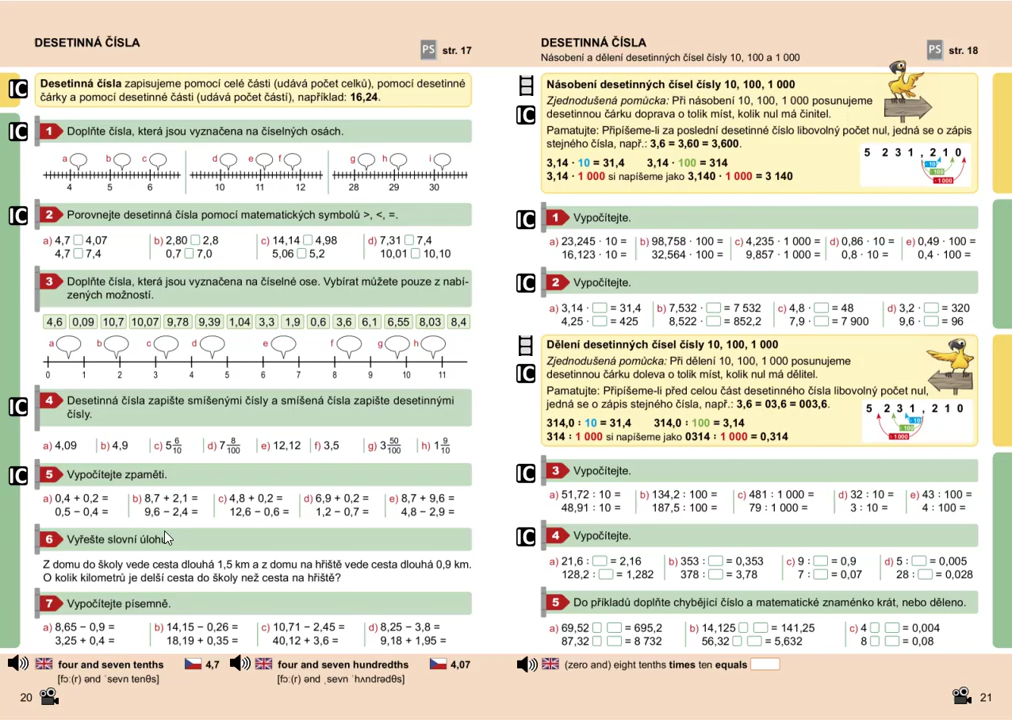 DESETINNÁ ČÍSLA
PS str. 17
IC
Desetinná čísla zapisujeme pomocí celé části (udává počet celků), pomocí desetinné
čárky a pomocí desetinné části (udává počet částí), například: 16,24.
IC
1 Doplňte čísla, která jsou vyznačena na číselných osách.
a b c d e f g h i
4 5 6 10 11 12 28 29 30
IC
2 Porovnejte desetinná čísla pomocí matematických symbolů >, <, =.
a) 4,7 □ 4,07 b) 2,80 □ 2,8 c) 14,14 □ 4,98 d) 7,31 □ 7,4
4,7 □ 7,4 0,7 □ 7,0 5,06 □ 5,2 10,01 □ 10,10
3 Doplňte čísla, která jsou vyznačena na číselné ose. Vybírat můžete pouze z nabí-
zených možností.
4,6 0,09 10,7 10,07 9,78 9,39 1,04 3,3 1,9 0,6 3,6 6,1 6,55 8,03 8,4
a b c d e f g h
0 1 2 3 4 5 6 7 8 9 10 11
IC
4 Desetinná čísla zapište smíšenými čísly a smíšená čísla zapište desetinnými
čísly.
a) 4,09 b) 4,9 c) 5 6/10 d) 7 8/100 e) 12,12 f) 3,5 g) 3 50/100 h) 1 9/10
IC
5 Vypočítejte zpaměti.
a) 0,4 + 0,2 = b) 8,7 + 2,1 = c) 4,8 + 0,2 = d) 6,9 + 0,2 = e) 8,7 + 9,6 =
0,5 − 0,4 = 9,6 − 2,4 = 12,6 − 0,6 = 1,2 − 0,7 = 4,8 − 2,9 =
6 Vyřešte slovní úlohu
Z domu do školy vede cesta dlouhá 1,5 km a z domu na hřiště vede cesta dlouhá 0,9 km.
O kolik kilometrů je delší cesta do školy než cesta na hřiště?
7 Vypočítejte písemně.
a) 8,65 − 0,9 = b) 14,15 − 0,26 = c) 10,71 − 2,45 = d) 8,25 − 3,8 =
3,25 + 0,4 = 18,19 + 0,35 = 40,12 + 3,6 = 9,18 + 1,95 =
four and seven tenths 4,7 four and seven hundredths 4,07
[fɔː(r) ənd ˈsevn tenθs] [fɔː(r) ənd ˌsevn ˈhʌndrədθs]
20
DESETINNÁ ČÍSLA
Násobení a dělení desetinných čísel čísly 10, 100 a 1 000
PS str. 18
Násobení desetinných čísel čísly 10, 100, 1 000
IC
Zjednodušená pomůcka: Při násobení 10, 100, 1 000 posunujeme
desetinnou čárku doprava o tolik míst, kolik nul má činitel.
Pamatujte: Připíšeme-li za poslední desetinné číslo libovolný počet nul, jedná se o zápis
stejného čísla, např.: 3,6 = 3,60 = 3,600.
3,14 · 10 = 31,4 3,14 · 100 = 314
3,14 · 1 000 si napíšeme jako 3,140 · 1 000 = 3 140
5 2 3 1 , 2 1 0
· 10
· 100
· 1 000
IC
1 Vypočítejte.
a) 23,245 · 10 = b) 98,758 · 100 = c) 4,235 · 1 000 = d) 0,86 · 10 = e) 0,49 · 100 =
16,123 · 10 = 32,564 · 100 = 9,857 · 1 000 = 0,8 · 10 = 0,4 · 100 =
IC
2 Vypočítejte.
a) 3,14 · □ = 31,4 b) 7,532 · □ = 7 532 c) 4,8 · □ = 48 d) 3,2 · □ = 320
4,25 · □ = 425 8,522 · □ = 852,2 7,9 · □ = 7 900 9,6 · □ = 96
Dělení desetinných čísel čísly 10, 100, 1 000
IC
Zjednodušená pomůcka: Při dělení 10, 100, 1 000 posunujeme
desetinnou čárku doleva o tolik míst, kolik nul má dělitel.
Pamatujte: Připíšeme-li před celou část desetinného čísla libovolný počet nul,
jedná se o zápis stejného čísla, např.: 3,6 = 03,6 = 003,6.
314,0 : 10 = 31,4 314,0 : 100 = 3,14
314 : 1 000 si napíšeme jako 0314 : 1 000 = 0,314
5 2 3 1 , 2 1 0
: 10
: 100
: 1 000
IC
3 Vypočítejte.
a) 51,72 : 10 = b) 134,2 : 100 = c) 481 : 1 000 = d) 32 : 10 = e) 43 : 100 =
48,91 : 10 = 187,5 : 100 = 79 : 1 000 = 3 : 10 = 4 : 100 =
IC
4 Vypočítejte.
a) 21,6 : □ = 2,16 b) 353 : □ = 0,353 c) 9 : □ = 0,9 d) 5 : □ = 0,005
128,2 : □ = 1,282 378 : □ = 3,78 7 : □ = 0,07 28 : □ = 0,028
5 Do příkladů doplňte chybějící číslo a matematické znaménko krát, nebo děleno.
a) 69,52 □ □ = 695,2 b) 14,125 □ □ = 141,25 c) 4 □ □ = 0,004
87,32 □ □ = 8 732 56,32 □ □ = 5,632 8 □ □ = 0,08
(zero and) eight tenths times ten equals
21